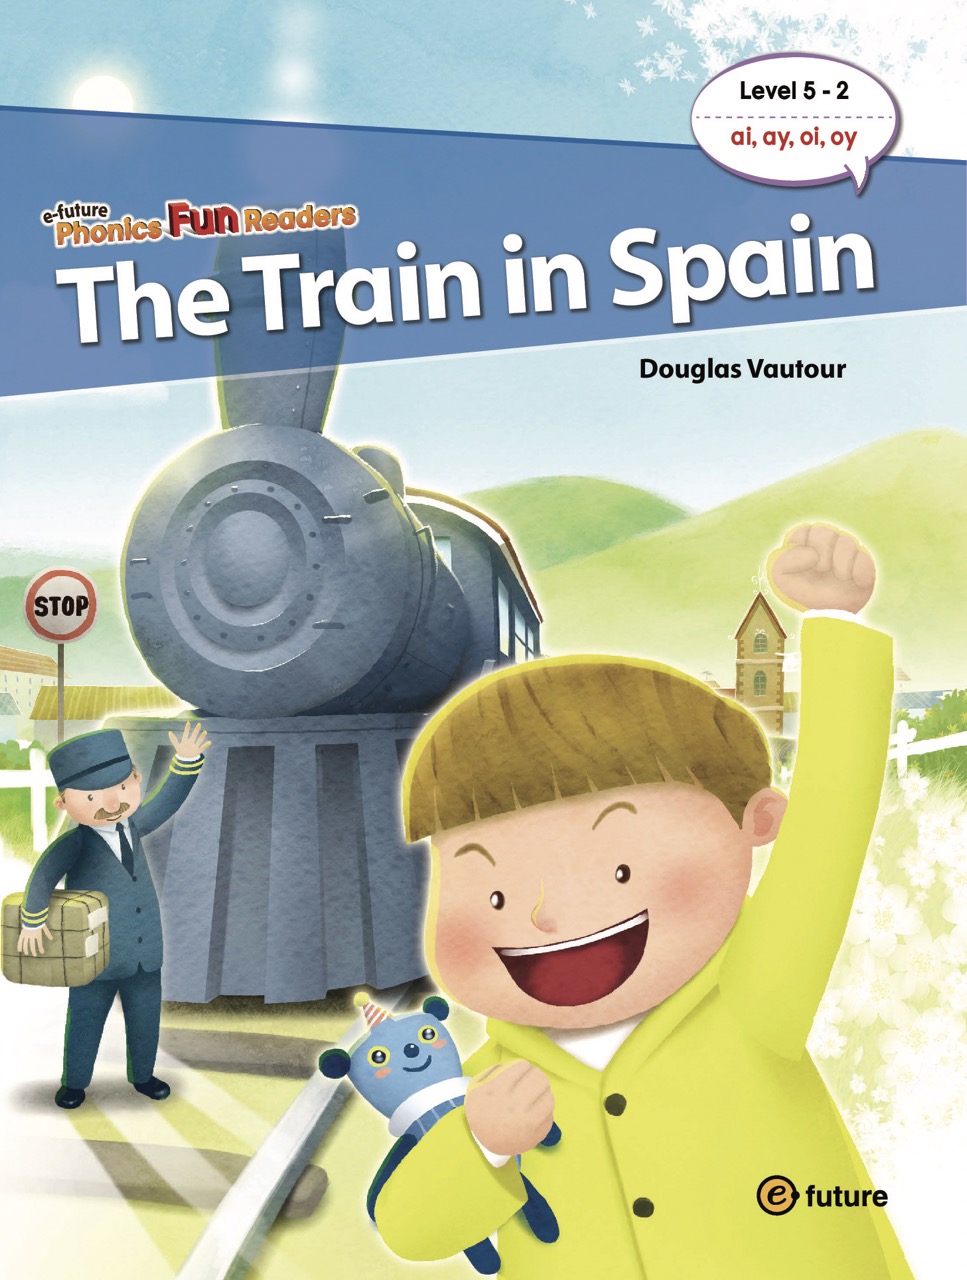 Level 5 - 2
ai, ay, oi, oy
e-future
Phonics Fun Readers
The Train in Spain
Douglas Vautour
STOP
e future